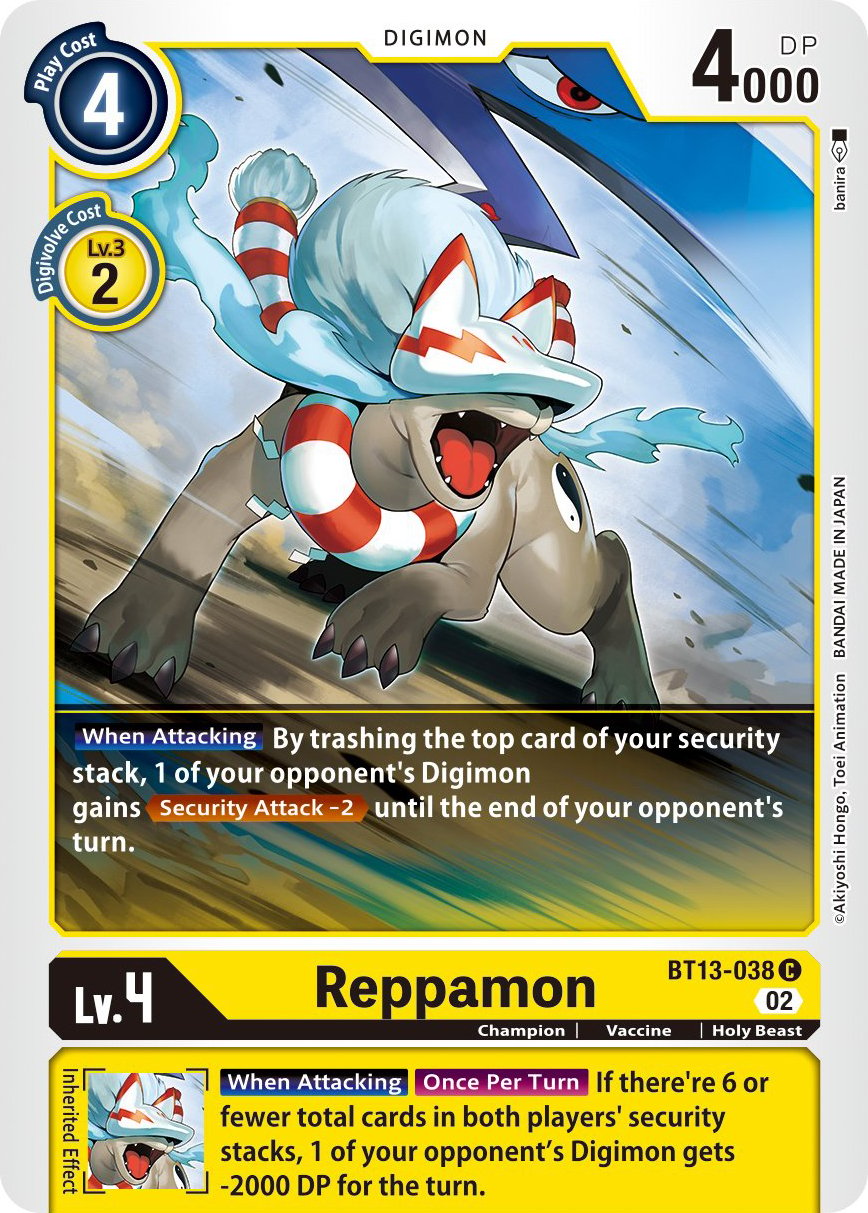 DIGIMON
Play Cost
4
DP
4000
Digivolve Cost
Lv.3
2
banira
BANDAI MADE IN JAPAN
©Akiyoshi Hongo, Toei Animation
When Attacking By trashing the top card of your security
stack, 1 of your opponent's Digimon
gains Security Attack -2 until the end of your opponent's
turn.
Lv.4
Reppamon
BT13-038 C
02
Champion | Vaccine | Holy Beast
Inherited Effect
When Attacking Once Per Turn If there're 6 or
fewer total cards in both players' security
stacks, 1 of your opponent’s Digimon gets
-2000 DP for the turn.